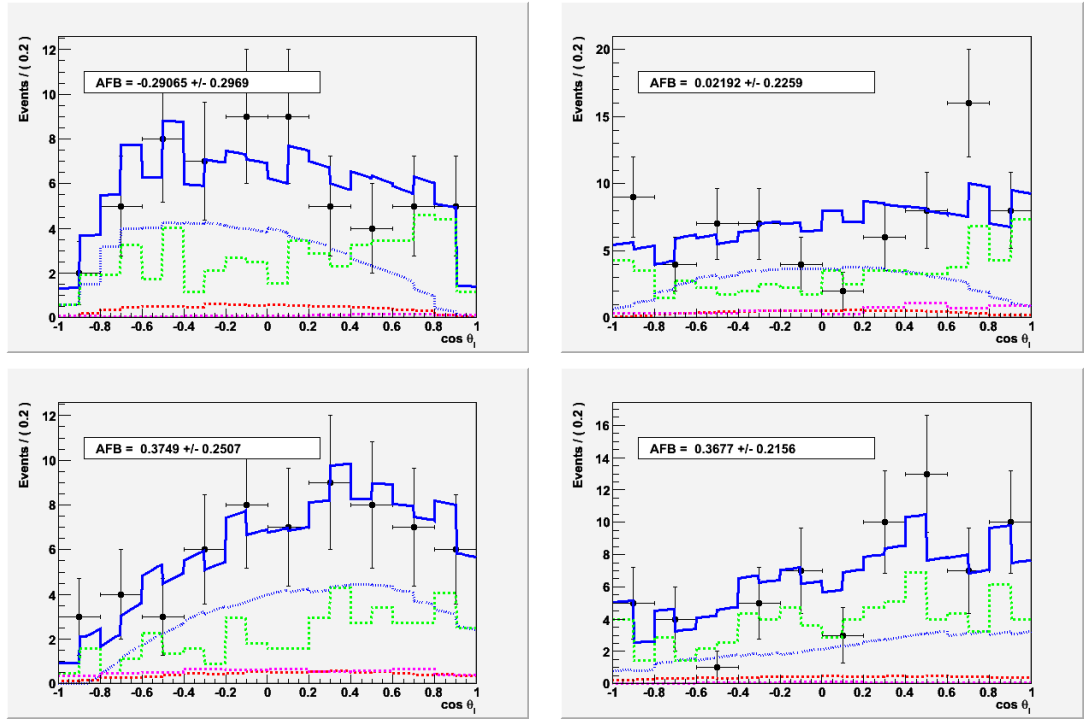 Events / ( 0.2 )
12
10
8
6
4
2
0
AFB = -0.29065 +/- 0.2969
-1 -0.8 -0.6 -0.4 -0.2 0 0.2 0.4 0.6 0.8 1
cos θl
Events / ( 0.2 )
20
15
10
5
0
AFB = 0.02192 +/- 0.2259
-1 -0.8 -0.6 -0.4 -0.2 0 0.2 0.4 0.6 0.8 1
cos θl
Events / ( 0.2 )
12
10
8
6
4
2
0
AFB = 0.3749 +/- 0.2507
-1 -0.8 -0.6 -0.4 -0.2 0 0.2 0.4 0.6 0.8 1
cos θl
Events / ( 0.2 )
16
14
12
10
8
6
4
2
0
AFB = 0.3677 +/- 0.2156
-1 -0.8 -0.6 -0.4 -0.2 0 0.2 0.4 0.6 0.8 1
cos θl